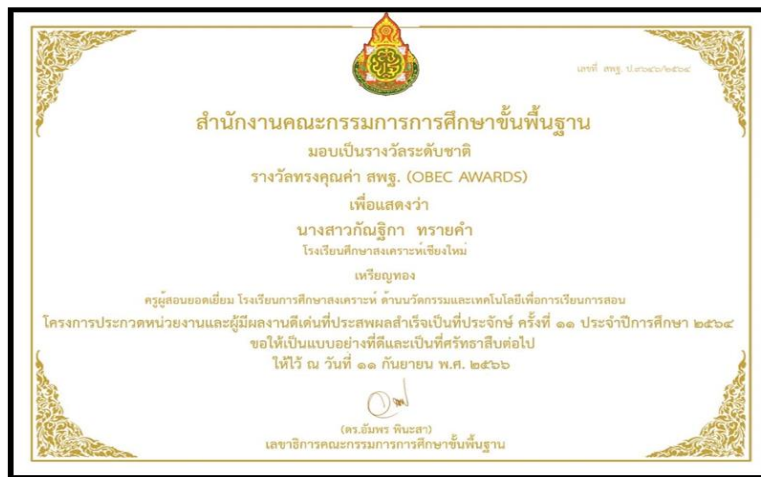 เลขที่ สพฐ.
สำนักงานคณะกรรมการการศึกษาขั้นพื้นฐาน
มอบเป็นรางวัลระดับชาติ
รางวัลทรงคุณค่า สพฐ. (OBEC AWARDS)
เพื่อแสดงว่า
นางสาวกัณฐิกา ทรายคำ
โรงเรียนศึกษาสงเคราะห์เชียงใหม่
เหรียญทอง
ครูผู้สอนยอดเยี่ยม โรงเรียนการศึกษาสงเคราะห์ ด้านนวัตกรรมและเทคโนโลยีเพื่อการเรียนการสอน
โครงการประกวดหน่วยงานและผู้มีผลงานดีเด่นที่ประสพผลสำเร็จเป็นที่ประจักษ์ ครั้งที่ ๑๑ ประจำปีการศึกษา ๒๕๖๔
ขอให้เป็นแบบอย่างที่ดีและเป็นที่ศรัทธาสืบต่อไป
ให้ไว้ ณ วันที่ ๑๑ กันยายน พ.ศ. ๒๕๖๖
(ดร.อัมพร พินะสา)
เลขาธิการคณะกรรมการการศึกษาขั้นพื้นฐาน